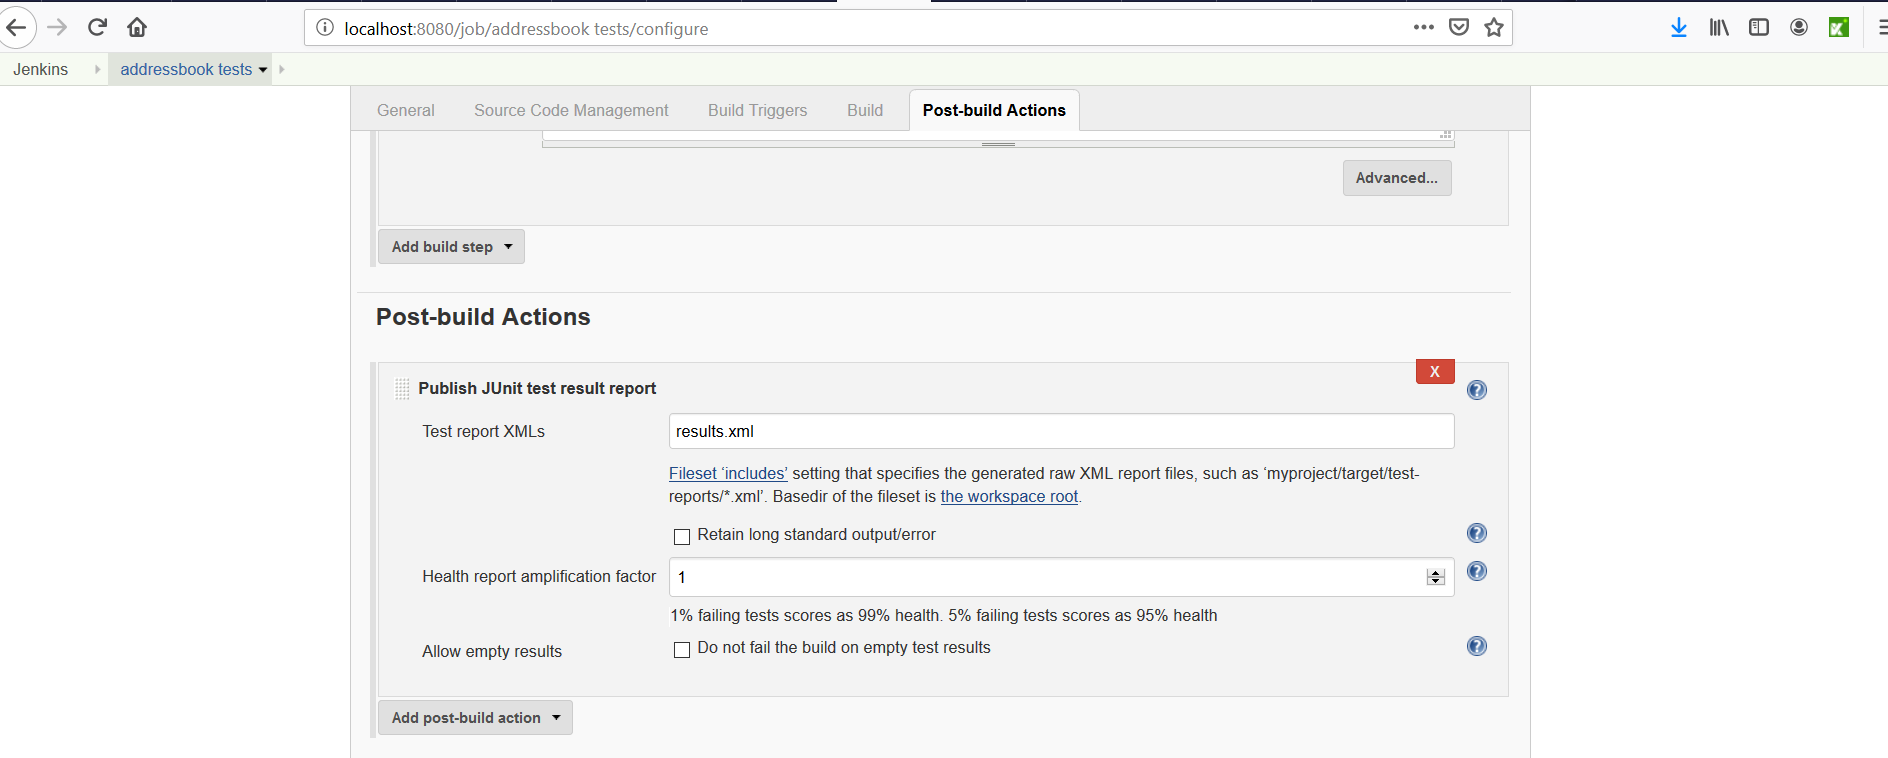 localhost:8080/job/addressbook tests/configure
Jenkins
addressbook tests
General
Source Code Management
Build Triggers
Build
Post-build Actions
Advanced...
Add build step
Post-build Actions
X
Publish JUnit test result report
?
Test report XMLs
results.xml
Fileset ‘includes’ setting that specifies the generated raw XML report files, such as ‘myproject/target/test-
reports/*.xml’. Basedir of the fileset is the workspace root.
Retain long standard output/error
?
Health report amplification factor
1
?
1% failing tests scores as 99% health. 5% failing tests scores as 95% health
Allow empty results
Do not fail the build on empty test results
?
Add post-build action